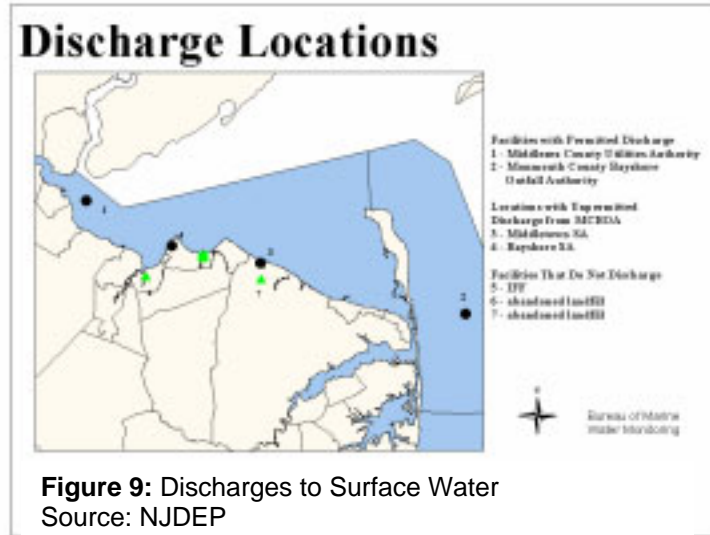 Discharge Locations
Facilities with Permitted Discharge
1 - Middlesex County Utilities Authority
2 - Monmouth County Bayshore
Outfall Authority
Locations with Unpermitted
Discharge from MCBOA
3 - Middletown SA
4 - Bayshore SA
Facilities That Do Not Discharge
5 - IFF
6 - abandoned landfill
7 - abandoned landfill
1
4
3
7
2
Bureau of Marine
Water Monitoring
Figure 9: Discharges to Surface Water
Source: NJDEP